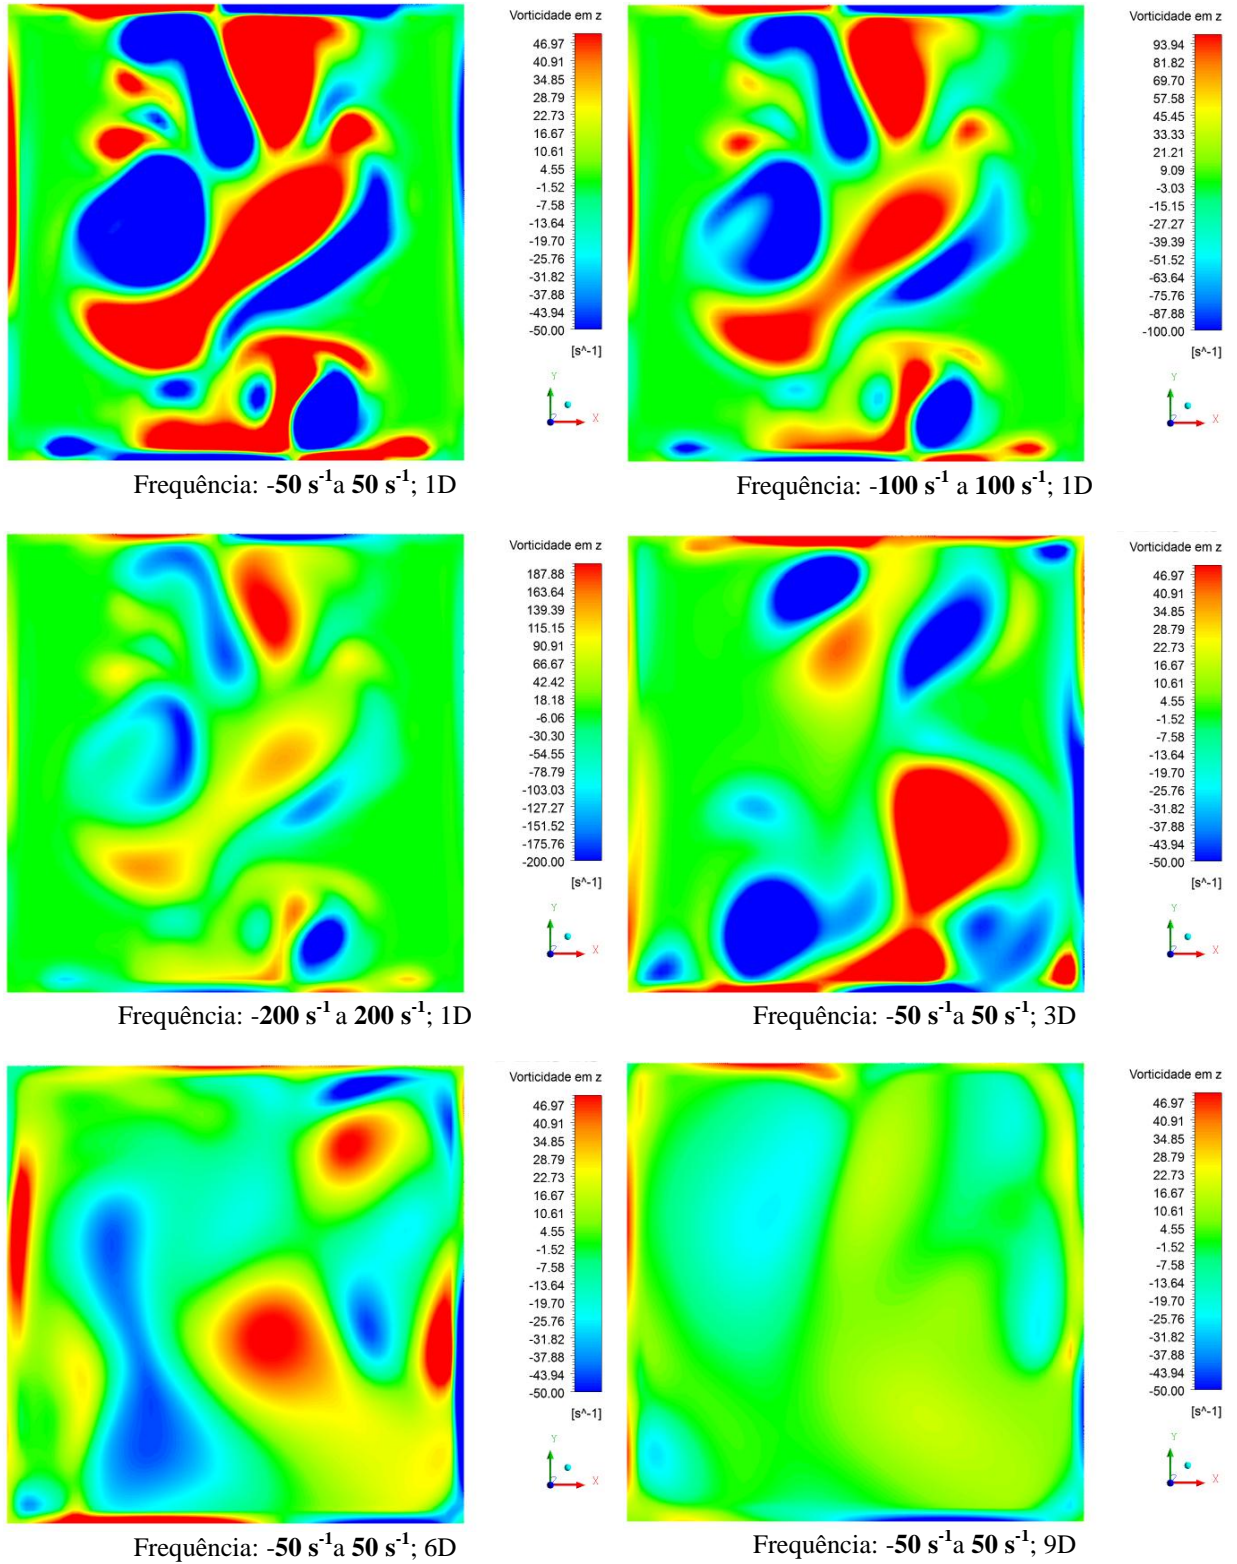 Vorticidade em z
46.97
40.91
34.85
28.79
22.73
16.67
10.61
4.55
-1.52
-7.58
-13.64
-19.70
-25.76
-31.82
-37.88
-43.94
-50.00
[s^-1]
Y
Z
X
Frequência: -50 s-1 a 50 s-1; 1D
Vorticidade em z
93.94
81.82
69.70
57.58
45.45
33.33
21.21
9.09
-3.03
-15.15
-27.27
-39.39
-51.52
-63.64
-75.76
-87.88
-100.00
[s^-1]
Y
Z
X
Frequência: -100 s-1 a 100 s-1; 1D
Vorticidade em z
187.88
163.64
139.39
115.15
90.91
66.67
42.42
18.18
-6.06
-30.30
-54.55
-78.79
-103.03
-127.27
-151.52
-175.76
-200.00
[s^-1]
Y
Z
X
Frequência: -200 s-1 a 200 s-1; 1D
Vorticidade em z
46.97
40.91
34.85
28.79
22.73
16.67
10.61
4.55
-1.52
-7.58
-13.64
-19.70
-25.76
-31.82
-37.88
-43.94
-50.00
[s^-1]
Y
Z
X
Frequência: -50 s-1 a 50 s-1; 3D
Vorticidade em z
46.97
40.91
34.85
28.79
22.73
16.67
10.61
4.55
-1.52
-7.58
-13.64
-19.70
-25.76
-31.82
-37.88
-43.94
-50.00
[s^-1]
Y
Z
X
Frequência: -50 s-1 a 50 s-1; 6D
Vorticidade em z
46.97
40.91
34.85
28.79
22.73
16.67
10.61
4.55
-1.52
-7.58
-13.64
-19.70
-25.76
-31.82
-37.88
-43.94
-50.00
[s^-1]
Y
Z
X
Frequência: -50 s-1 a 50 s-1; 9D